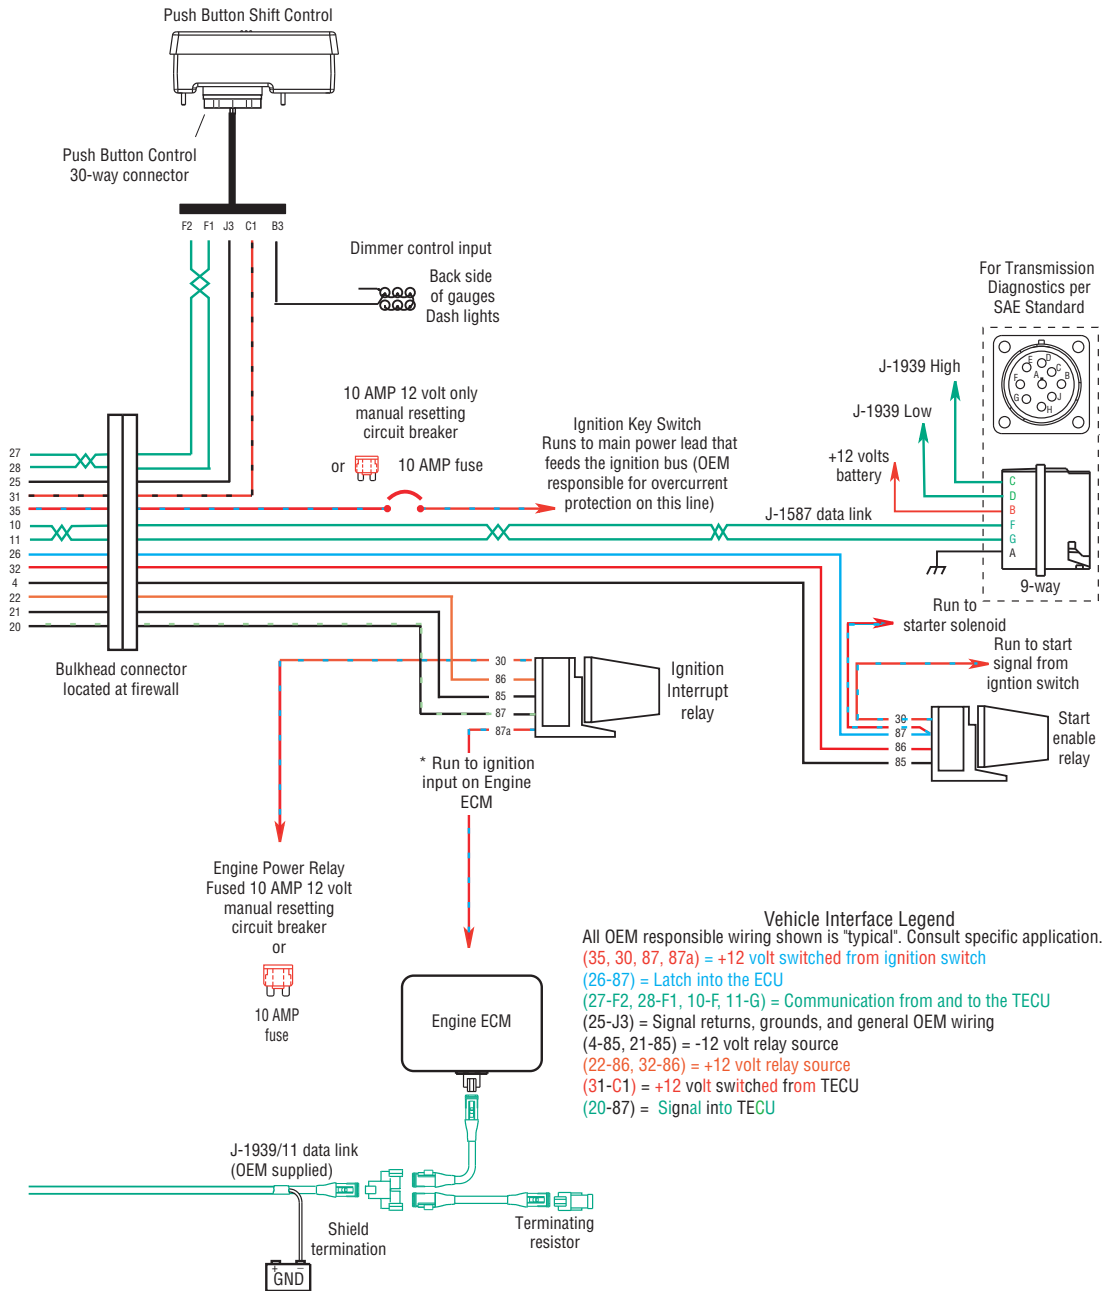 Push Button Shift Control
Push Button Control
30-way connector
F2 F1 J3 C1 B3
Dimmer control input
Back side
of gauges
Dash lights
For Transmission
Diagnostics per
SAE Standard
E D C B A F G H J
J-1939 High
J-1939 Low
+12 volts
battery
10 AMP 12 volt only
manual resetting
circuit breaker
or
10 AMP fuse
Ignition Key Switch
Runs to main power lead that
feeds the ignition bus (OEM
responsible for overcurrent
protection on this line)
J-1587 data link
C
D
B
F
G
A
9-way
27
28
25
31
35
10
11
26
32
4
22
21
20
Bulkhead connector
located at firewall
30
86
85
87
87a
Ignition
Interrupt
relay
Run to
starter solenoid
Run to start
signal from
igntion switch
30
87
86
85
Start
enable
relay
* Run to ignition
input on Engine
ECM
Engine Power Relay
Fused 10 AMP 12 volt
manual resetting
circuit breaker
or
10 AMP
fuse
Engine ECM
Vehicle Interface Legend
All OEM responsible wiring shown is "typical". Consult specific application.
(35, 30, 87, 87a) = +12 volt switched from ignition switch
(26-87) = Latch into the ECU
(27-F2, 28-F1, 10-F, 11-G) = Communication from and to the TECU
(25-J3) = Signal returns, grounds, and general OEM wiring
(4-85, 21-85) = -12 volt relay source
(22-86, 32-86) = +12 volt relay source
(31-C1) = +12 volt switched from TECU
(20-87) = Signal into TECU
J-1939/11 data link
(OEM supplied)
Shield
termination
+ −
GND
Terminating
resistor